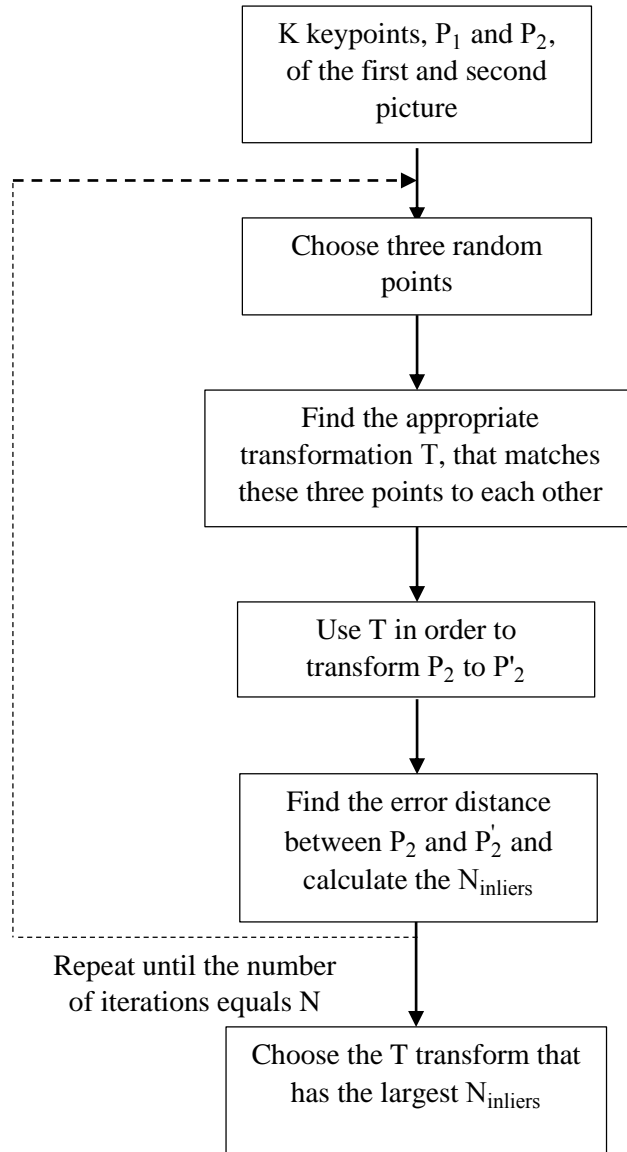 K keypoints, P₁ and P₂,
of the first and second
picture
Choose three random
points
Find the appropriate
transformation T, that matches
these three points to each other
Use T in order to
transform P₂ to P'₂
Find the error distance
between P₂ and P'₂ and
calculate the Nᵢₙₗᵢₑᵣₛ
Repeat until the number
of iterations equals N
Choose the T transform that
has the largest Nᵢₙₗᵢₑᵣₛ